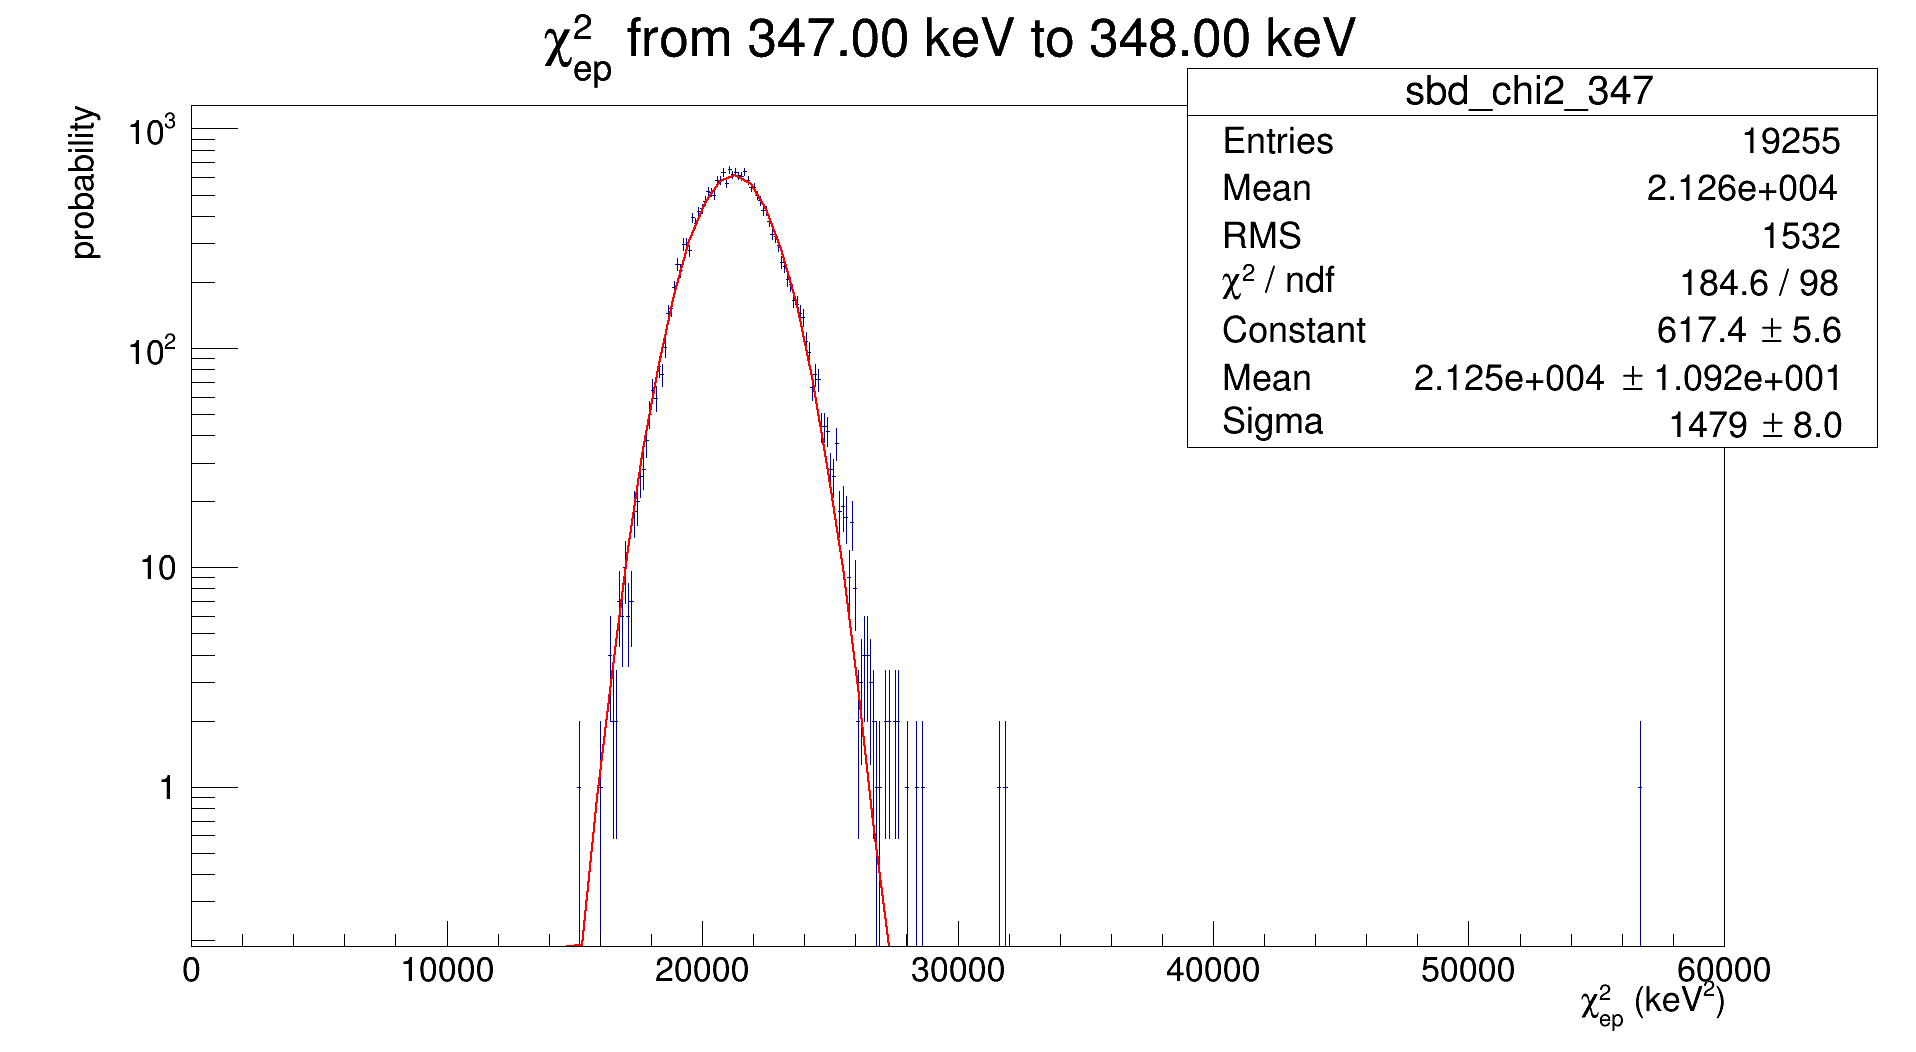 χ²ep from 347.00 keV to 348.00 keV
sbd_chi2_347
Entries 19255
Mean 2.126e+004
RMS 1532
χ² / ndf 184.6 / 98
Constant 617.4 ± 5.6
Mean 2.125e+004 ± 1.092e+001
Sigma 1479 ± 8.0
probability
10³
10²
10
1
0 10000 20000 30000 40000 50000 60000
χ²ep (keV²)